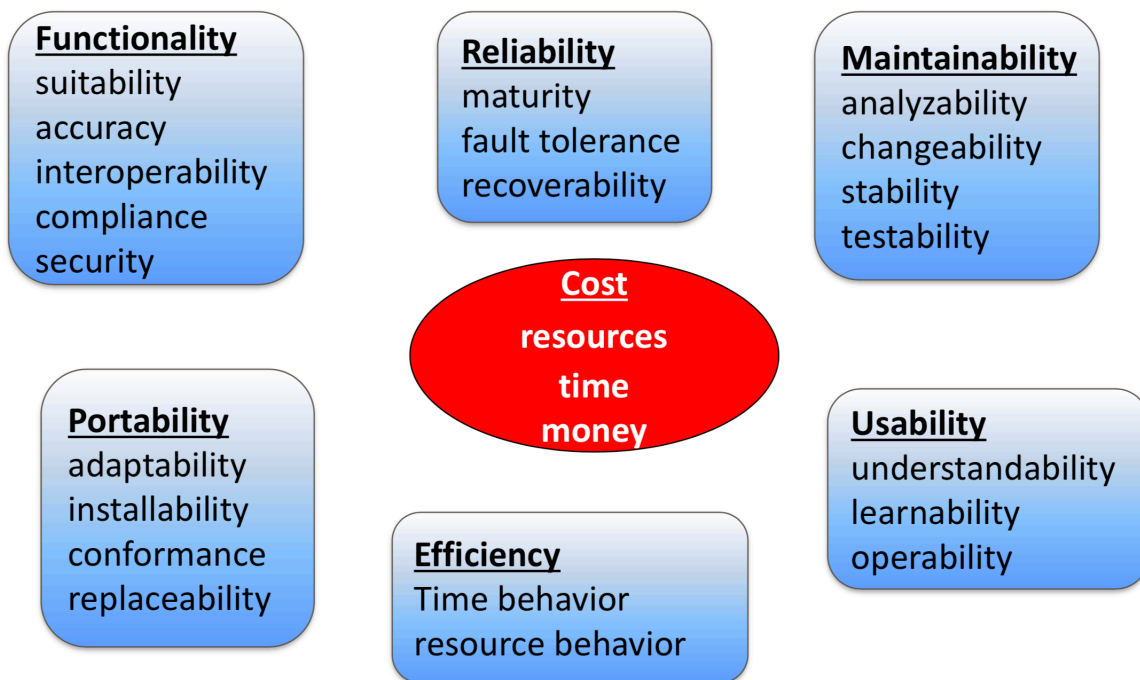 Functionality
suitability
accuracy
interoperability
compliance
security
Reliability
maturity
fault tolerance
recoverability
Maintainability
analyzability
changeability
stability
testability
Cost
resources
time
money
Portability
adaptability
installability
conformance
replaceability
Efficiency
Time behavior
resource behavior
Usability
understandability
learnability
operability